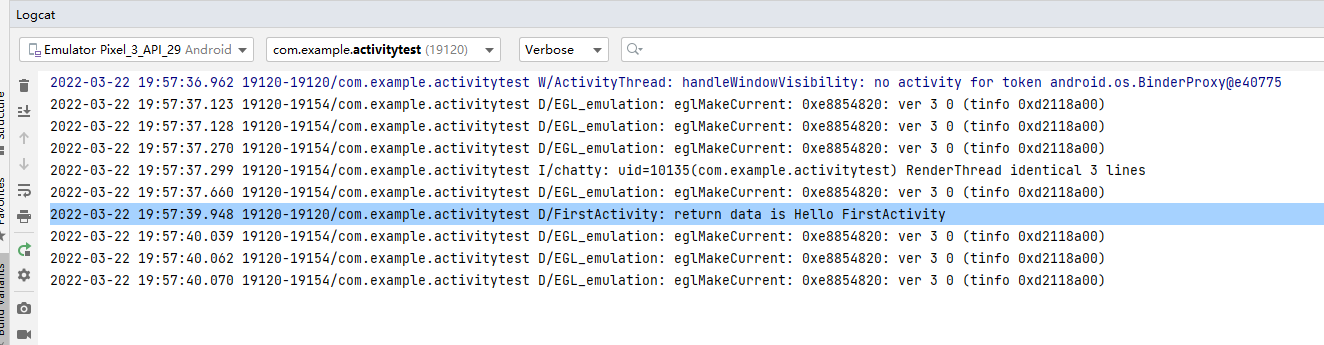 Logcat
Emulator Pixel_3_API_29 Android
com.example.activitytest (19120)
Verbose
2022-03-22 19:57:36.962 19120-19120/com.example.activitytest W/ActivityThread: handleWindowVisibility: no activity for token android.os.BinderProxy@e40775
2022-03-22 19:57:37.123 19120-19154/com.example.activitytest D/EGL_emulation: eglMakeCurrent: 0xe8854820: ver 3 0 (tinfo 0xd2118a00)
2022-03-22 19:57:37.128 19120-19154/com.example.activitytest D/EGL_emulation: eglMakeCurrent: 0xe8854820: ver 3 0 (tinfo 0xd2118a00)
2022-03-22 19:57:37.270 19120-19154/com.example.activitytest D/EGL_emulation: eglMakeCurrent: 0xe8854820: ver 3 0 (tinfo 0xd2118a00)
2022-03-22 19:57:37.299 19120-19154/com.example.activitytest I/chatty: uid=10135(com.example.activitytest) RenderThread identical 3 lines
2022-03-22 19:57:37.660 19120-19154/com.example.activitytest D/EGL_emulation: eglMakeCurrent: 0xe8854820: ver 3 0 (tinfo 0xd2118a00)
2022-03-22 19:57:39.948 19120-19120/com.example.activitytest D/FirstActivity: return data is Hello FirstActivity
2022-03-22 19:57:40.039 19120-19154/com.example.activitytest D/EGL_emulation: eglMakeCurrent: 0xe8854820: ver 3 0 (tinfo 0xd2118a00)
2022-03-22 19:57:40.062 19120-19154/com.example.activitytest D/EGL_emulation: eglMakeCurrent: 0xe8854820: ver 3 0 (tinfo 0xd2118a00)
2022-03-22 19:57:40.070 19120-19154/com.example.activitytest D/EGL_emulation: eglMakeCurrent: 0xe8854820: ver 3 0 (tinfo 0xd2118a00)